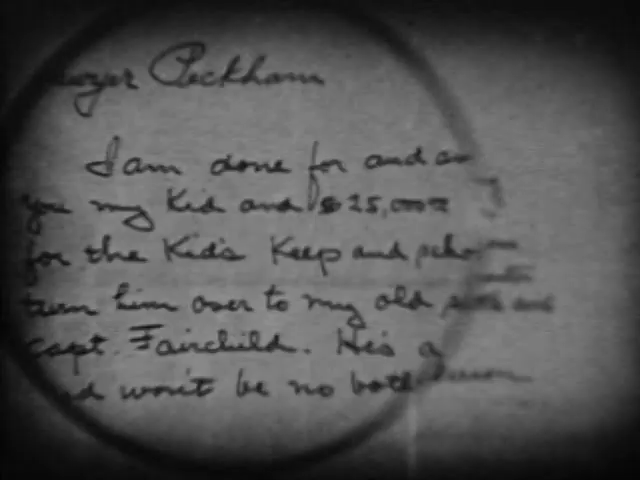 Peckham
I am done for and
you my Kid and $25,000
for the Kid's Keep and
turn him over to my old
Capt. Fairchild. He's a
won't be no